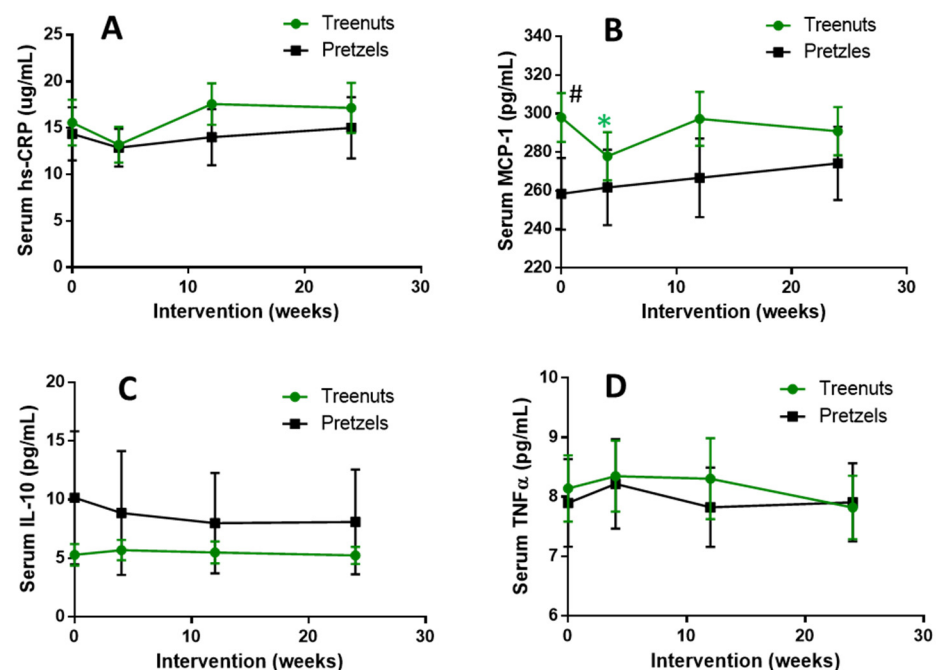 A
Treenuts
Pretzels
Serum hs-CRP (ug/mL)
25
20
15
10
5
0
0 10 20 30
Intervention (weeks)
B
Treenuts
Pretzles
Serum MCP-1 (pg/mL)
340
320
300
280
260
240
220
#
*
0 10 20 30
Intervention (weeks)
C
Treenuts
Pretzels
Serum IL-10 (pg/mL)
20
15
10
5
0
0 10 20 30
Intervention (weeks)
D
Treenuts
Pretzels
Serum TNFα (pg/mL)
10
9
8
7
6
0 10 20 30
Intervention (weeks)